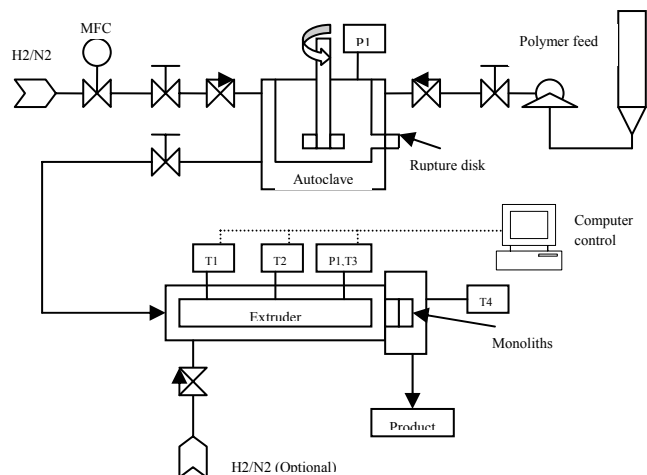 MFC
H2/N2
P1
Polymer feed
Rupture disk
Autoclave
Computer
control
T1
T2
P1,T3
T4
Extruder
Monoliths
Product
H2/N2 (Optional)